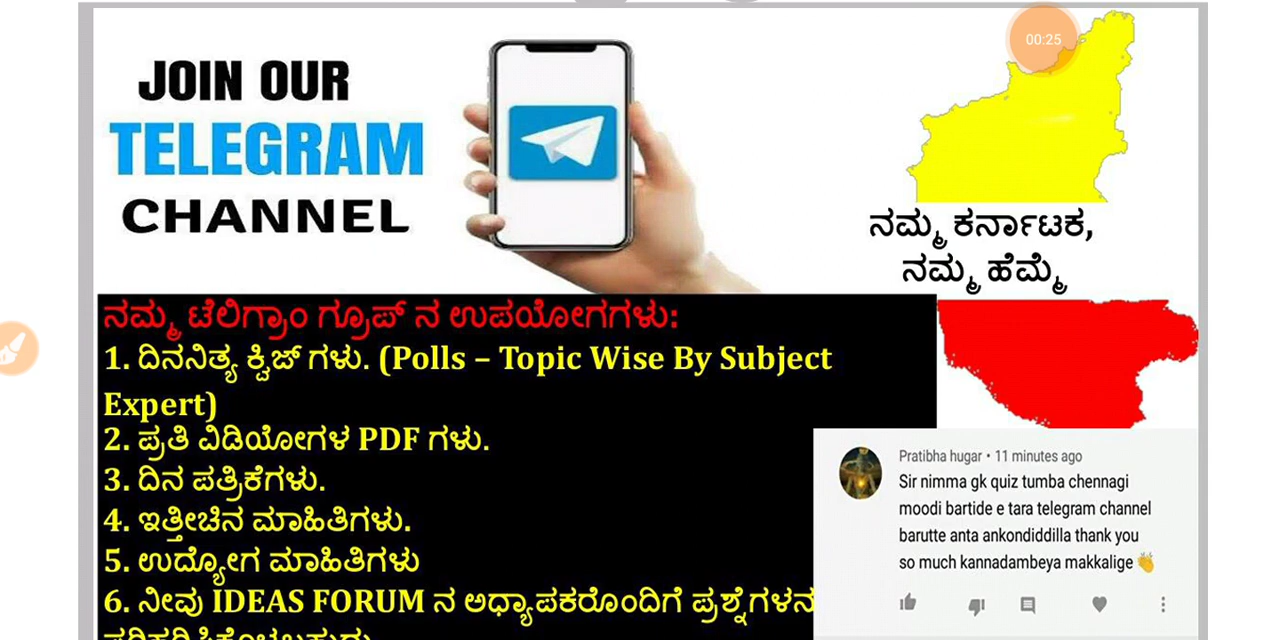 00:25
JOIN OUR
TELEGRAM
CHANNEL
ನಮ್ಮ ಕರ್ನಾಟಕ,
ನಮ್ಮ ಹೆಮ್ಮೆ
ನಮ್ಮ ಟೆಲಿಗ್ರಾಂ ಗ್ರೂಪ್ ನ ಉಪಯೋಗಗಳು:
1. ದಿನನಿತ್ಯ ಕ್ವಿಜ್ ಗಳು. (Polls – Topic Wise By Subject
Expert)
2. ಪ್ರತಿ ವಿಡಿಯೋಗಳ PDF ಗಳು.
3. ದಿನ ಪತ್ರಿಕೆಗಳು.
4. ಇತ್ತೀಚಿನ ಮಾಹಿತಿಗಳು.
5. ಉದ್ಯೋಗ ಮಾಹಿತಿಗಳು
6. ನೀವು IDEAS FORUM ನ ಅಧ್ಯಾಪಕರೊಂದಿಗೆ
Pratibha hugar • 11 minutes ago
Sir nimma gk quiz tumba chennagi
moodi bartide e tara telegram channel
barutte anta ankondiddilla thank you
so much kannadambeya makkalige 👏